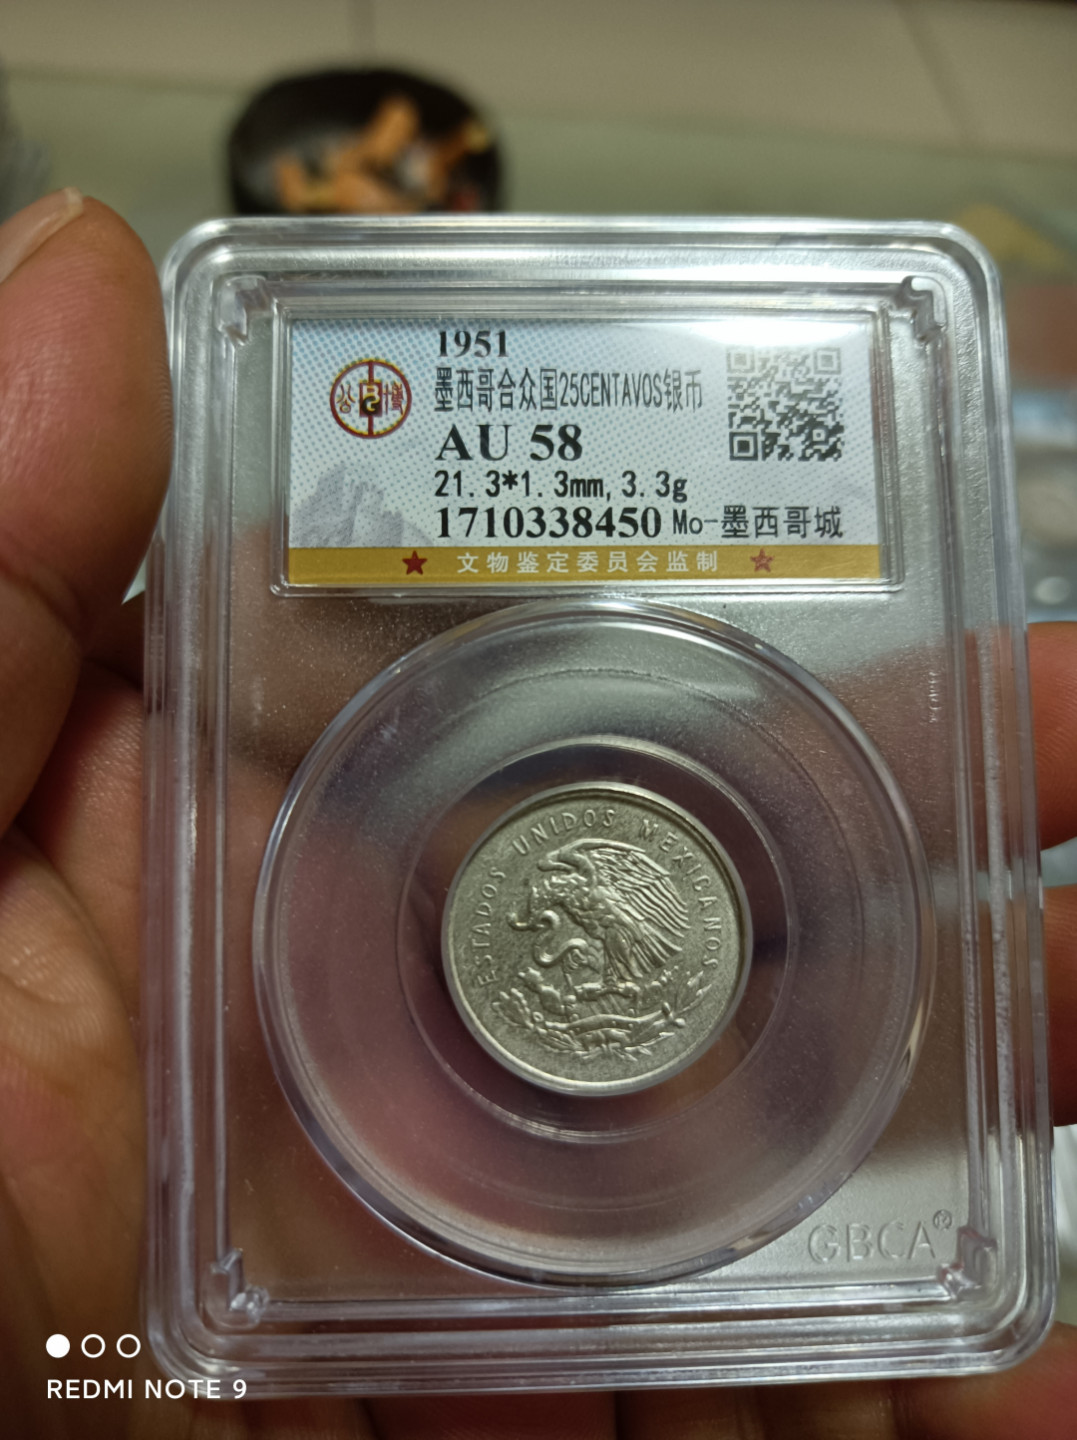 1951
墨西哥合众国25CENTAVOS银币
公 博
AU 58
21.3*1.3mm,3.3g
1710338450 Mo-墨西哥城
★ 文物鉴定委员会监制 ★
ESTADOS UNIDOS MEXICANOS
GBCA®
REDMI NOTE 9